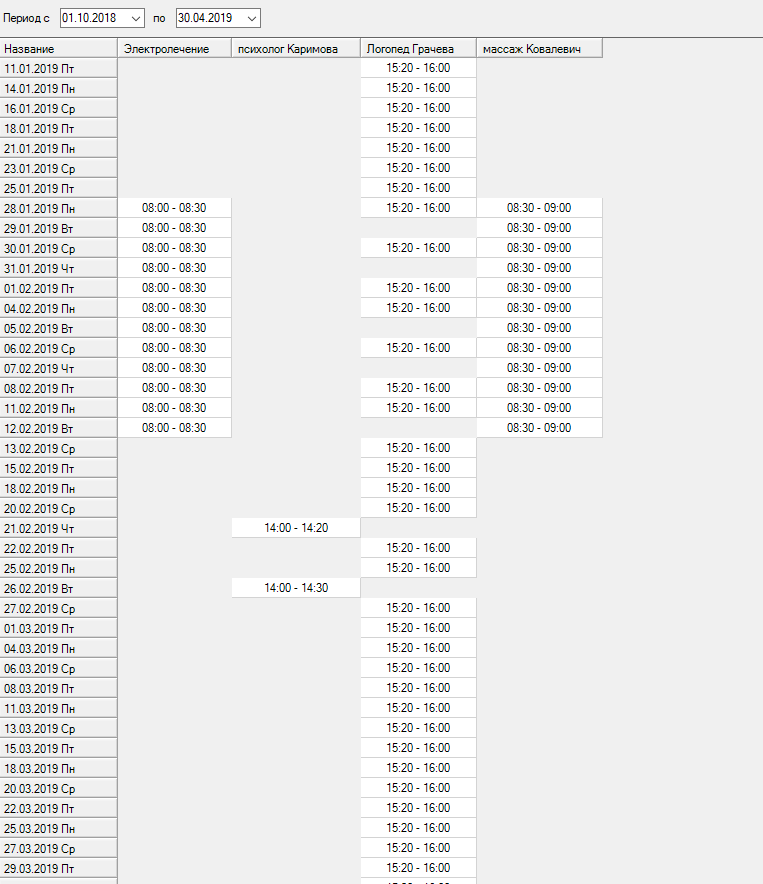 Период с 01.10.2018 по 30.04.2019
Название Электролечение психолог Каримова Логопед Грачева массаж Ковалевич
11.01.2019 Пт 15:20 - 16:00
14.01.2019 Пн 15:20 - 16:00
16.01.2019 Ср 15:20 - 16:00
18.01.2019 Пт 15:20 - 16:00
21.01.2019 Пн 15:20 - 16:00
23.01.2019 Ср 15:20 - 16:00
25.01.2019 Пт 15:20 - 16:00
28.01.2019 Пн 08:00 - 08:30 15:20 - 16:00 08:30 - 09:00
29.01.2019 Вт 08:00 - 08:30 08:30 - 09:00
30.01.2019 Ср 08:00 - 08:30 15:20 - 16:00 08:30 - 09:00
31.01.2019 Чт 08:00 - 08:30 08:30 - 09:00
01.02.2019 Пт 08:00 - 08:30 15:20 - 16:00 08:30 - 09:00
04.02.2019 Пн 08:00 - 08:30 15:20 - 16:00 08:30 - 09:00
05.02.2019 Вт 08:00 - 08:30 08:30 - 09:00
06.02.2019 Ср 08:00 - 08:30 15:20 - 16:00 08:30 - 09:00
07.02.2019 Чт 08:00 - 08:30 08:30 - 09:00
08.02.2019 Пт 08:00 - 08:30 15:20 - 16:00 08:30 - 09:00
11.02.2019 Пн 08:00 - 08:30 15:20 - 16:00 08:30 - 09:00
12.02.2019 Вт 08:00 - 08:30 08:30 - 09:00
13.02.2019 Ср 15:20 - 16:00
15.02.2019 Пт 15:20 - 16:00
18.02.2019 Пн 15:20 - 16:00
20.02.2019 Ср 15:20 - 16:00
21.02.2019 Чт 14:00 - 14:20
22.02.2019 Пт 15:20 - 16:00
25.02.2019 Пн 15:20 - 16:00
26.02.2019 Вт 14:00 - 14:30
27.02.2019 Ср 15:20 - 16:00
01.03.2019 Пт 15:20 - 16:00
04.03.2019 Пн 15:20 - 16:00
06.03.2019 Ср 15:20 - 16:00
08.03.2019 Пт 15:20 - 16:00
11.03.2019 Пн 15:20 - 16:00
13.03.2019 Ср 15:20 - 16:00
15.03.2019 Пт 15:20 - 16:00
18.03.2019 Пн 15:20 - 16:00
20.03.2019 Ср 15:20 - 16:00
22.03.2019 Пт 15:20 - 16:00
25.03.2019 Пн 15:20 - 16:00
27.03.2019 Ср 15:20 - 16:00
29.03.2019 Пт 15:20 - 16:00